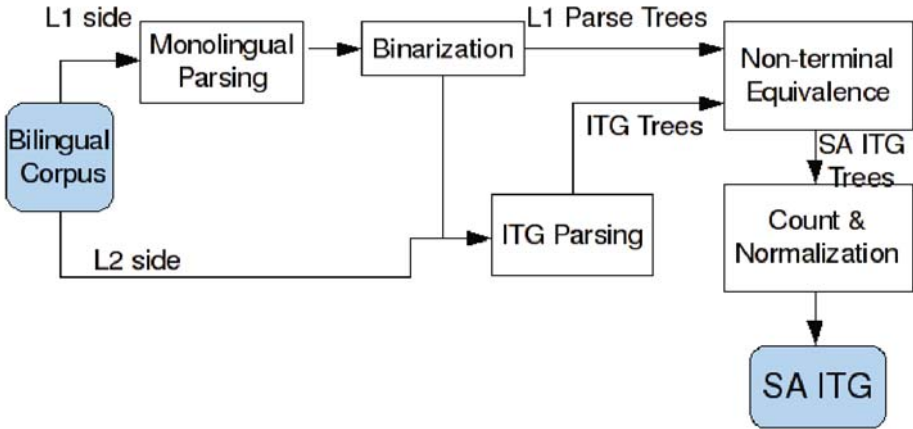 L1 side
Monolingual
Parsing
Binarization
L1 Parse Trees
Non-terminal
Equivalence
ITG Trees
Bilingual
Corpus
SA ITG
Trees
ITG Parsing
L2 side
Count &
Normalization
SA ITG